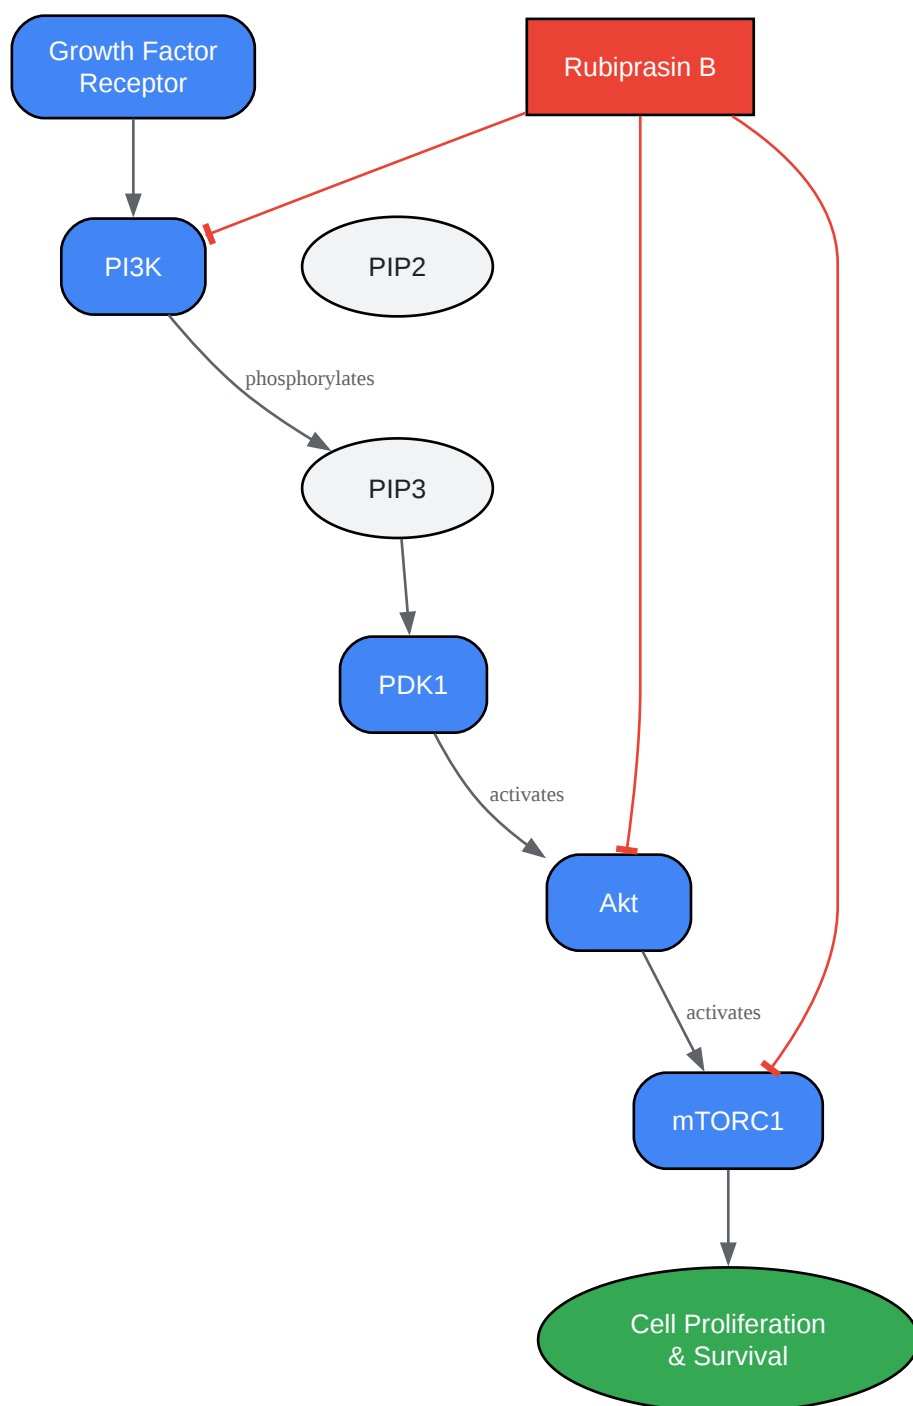 Growth Factor
Receptor
Rubiprasin B
PI3K
PIP2
phosphorylates
PIP3
PDK1
activates
Akt
activates
mTORC1
Cell Proliferation
& Survival